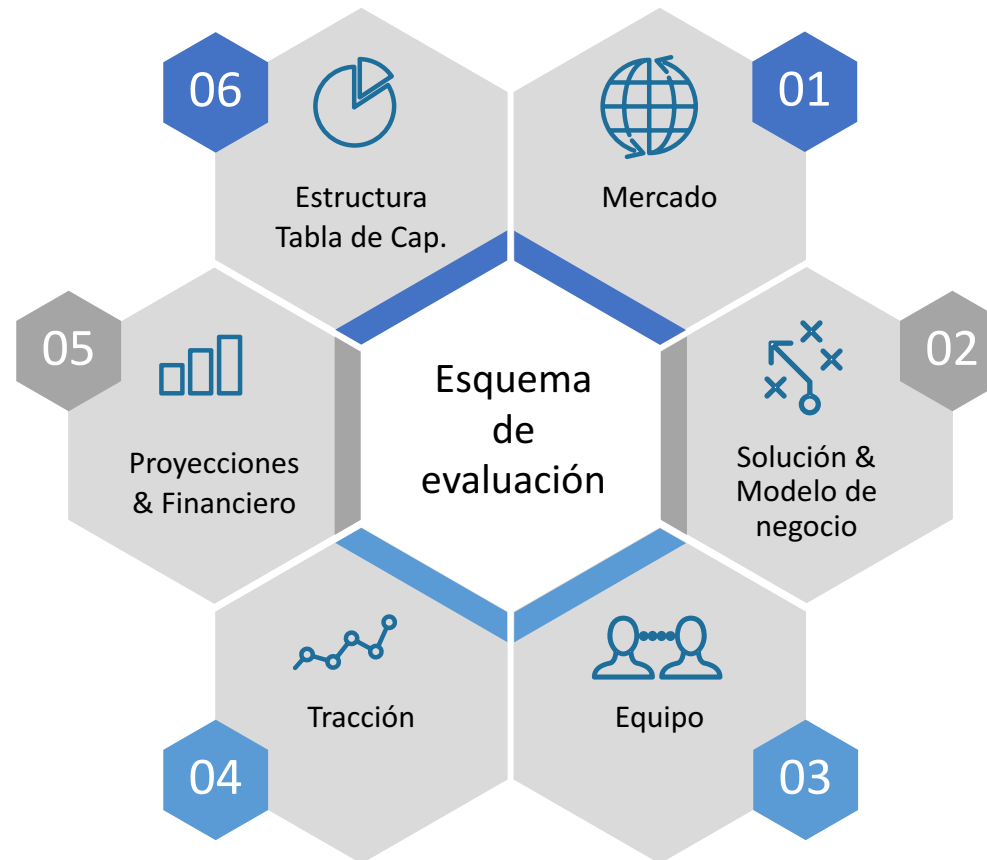 Esquema
de
evaluación
01
Mercado
02
Solución &
Modelo de
negocio
03
Equipo
04
Tracción
05
Proyecciones
& Financiero
06
Estructura
Tabla de Cap.